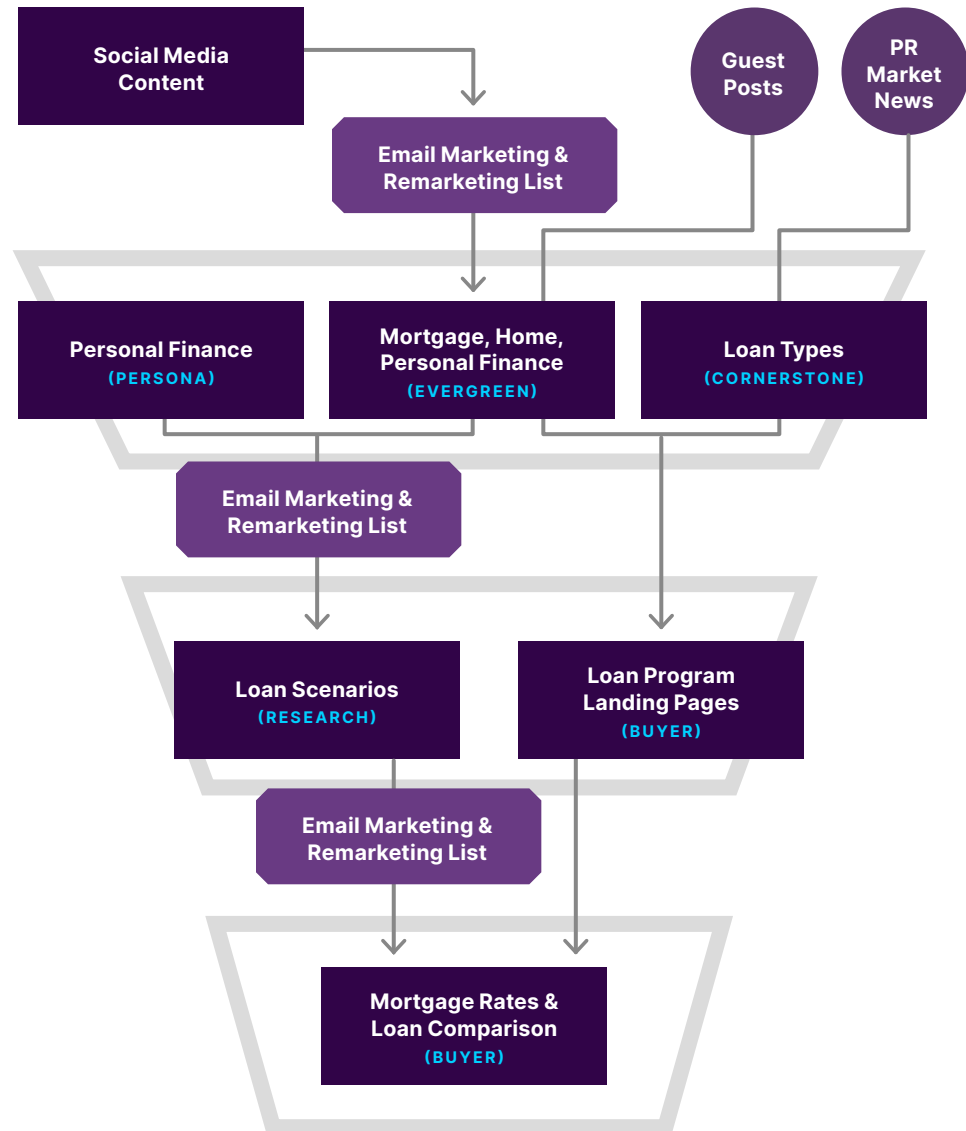 Social Media
Content
Guest
Posts
PR
Market
News
Email Marketing &
Remarketing List
Personal Finance
(PERSONA)
Mortgage, Home,
Personal Finance
(EVERGREEN)
Loan Types
(CORNERSTONE)
Email Marketing &
Remarketing List
Loan Scenarios
(RESEARCH)
Loan Program
Landing Pages
(BUYER)
Email Marketing &
Remarketing List
Mortgage Rates &
Loan Comparison
(BUYER)